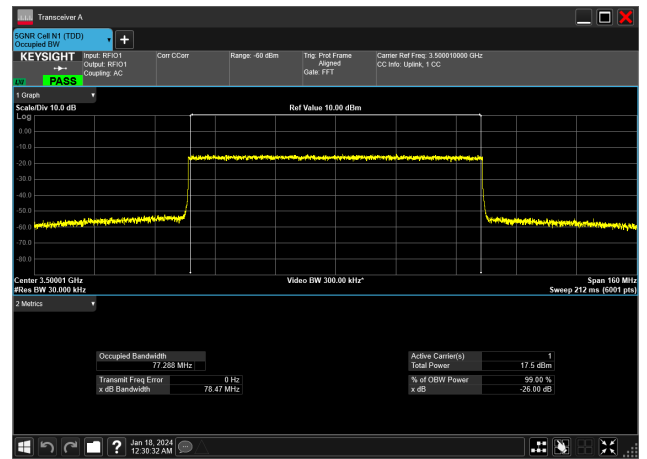 Transceiver A
5GNR Cell N1 (TDD)
Occupied BW
KEYSIGHT
LW
PASS
Input: RFIO1
Output: RFIO1
Coupling: AC
Corr CCorr
Range: -60 dBm
Trig: Prot Frame
Aligned
Gate: FFT
Carrier Ref Freq: 3.500010000 GHz
CC Info: Uplink, 1 CC
1 Graph
Scale/Div 10.0 dB
Ref Value 10.00 dBm
Log
0.00
-10.0
-20.0
-30.0
-40.0
-50.0
-60.0
-70.0
-80.0
Center 3.50001 GHz
Video BW 300.00 kHz*
Span 160 MHz
#Res BW 30.000 kHz
Sweep 212 ms (6001 pts)
2 Metrics
Occupied Bandwidth
77.288 MHz
Transmit Freq Error
0 Hz
x dB Bandwidth
78.47 MHz
Active Carrier(s)
1
Total Power
17.5 dBm
% of OBW Power
99.00 %
x dB
-26.00 dB
?
Jan 18, 2024
12:30:32 AM